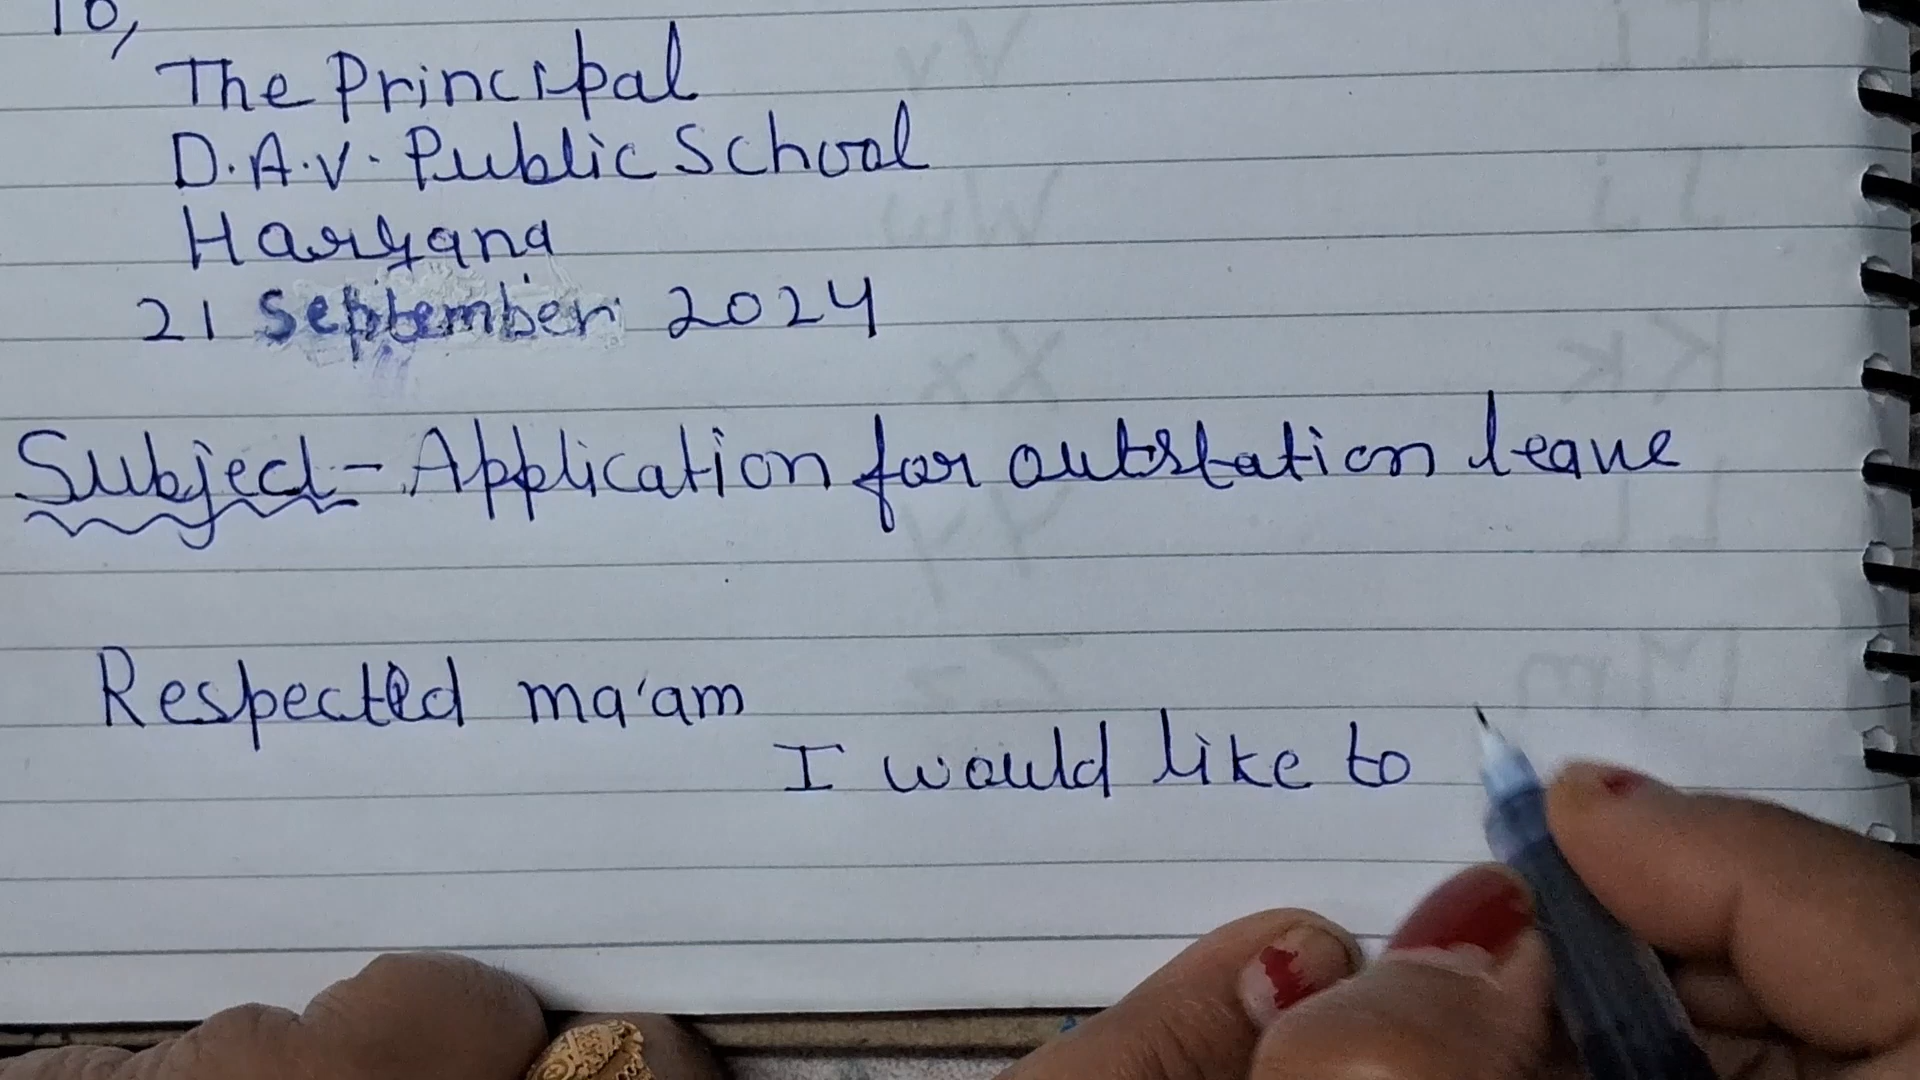 To,
The Principal
D.A.V. Public School
Haryana
21 September 2024
Subject - Application for outstation leave
Respected ma'am
I would like to